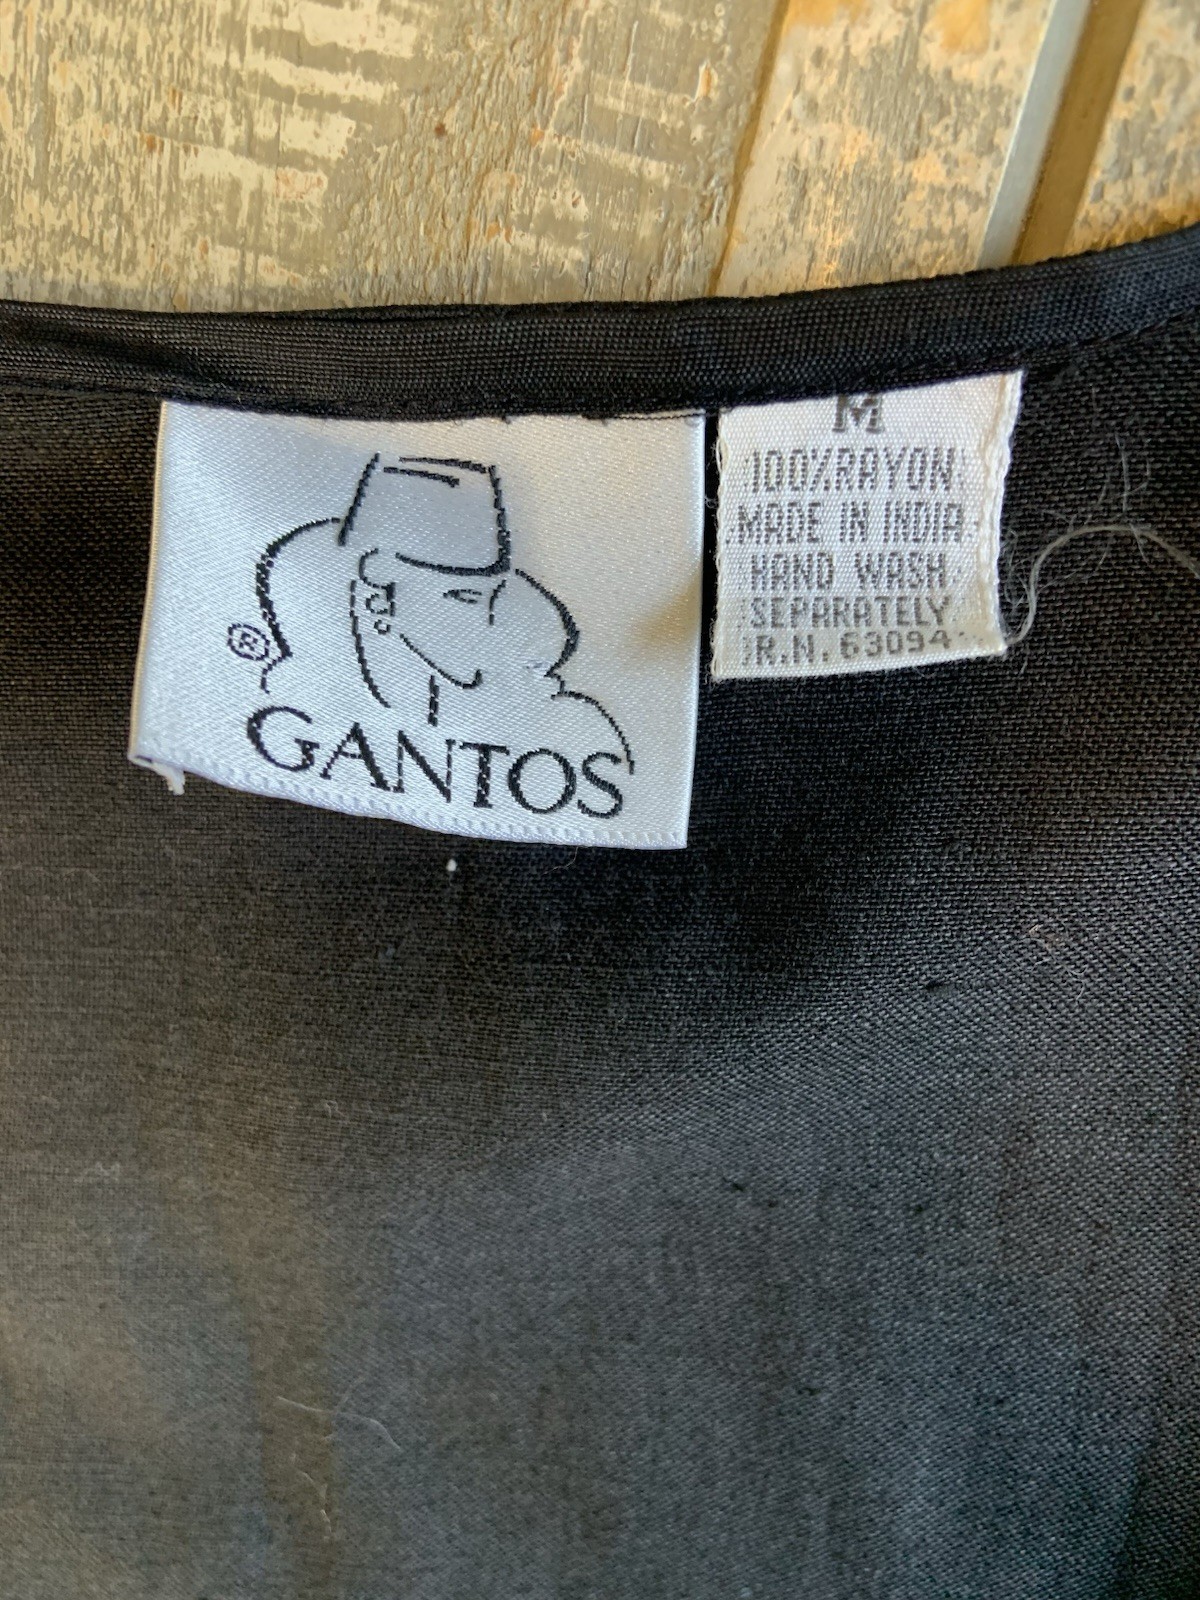 ®
GANTOS
M
100%RAYON
MADE IN INDIA
HAND WASH
SEPARATELY
R.N. 63094